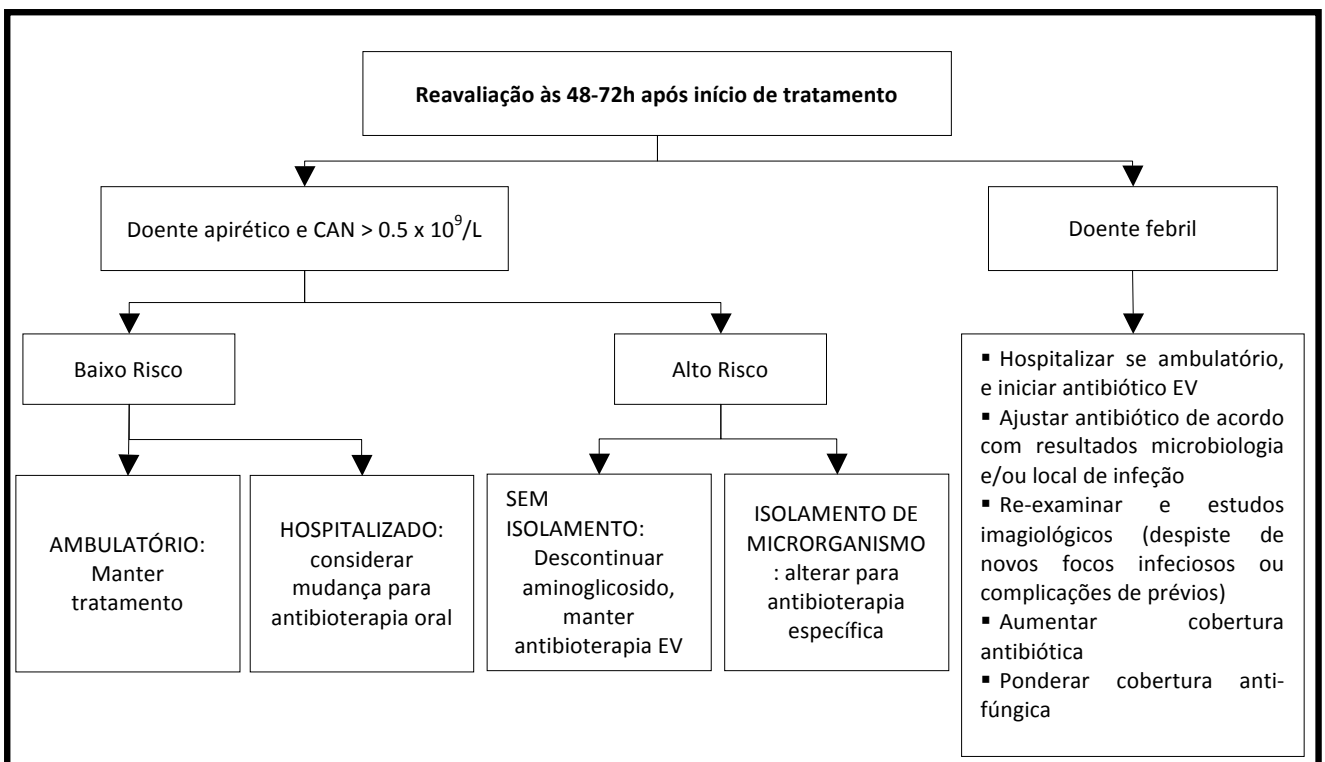 Reavaliação às 48-72h após início de tratamento
Doente apirético e CAN > 0.5 x 10⁹/L
Doente febril
Baixo Risco
Alto Risco
AMBULATÓRIO:
Manter
tratamento
HOSPITALIZADO:
considerar
mudança para
antibioterapia oral
SEM
ISOLAMENTO:
Descontinuar
aminoglicosido,
manter
antibioterapia EV
ISOLAMENTO DE
MICRORGANISMO
: alterar para
antibioterapia
específica
▪ Hospitalizar se ambulatório,
e iniciar antibiótico EV
▪ Ajustar antibiótico de acordo
com resultados microbiologia
e/ou local de infeção
▪ Re-examinar e estudos
imagiológicos (despiste de
novos focos infeciosos ou
complicações de prévios)
▪ Aumentar cobertura
antibiótica
▪ Ponderar cobertura anti-
fúngica